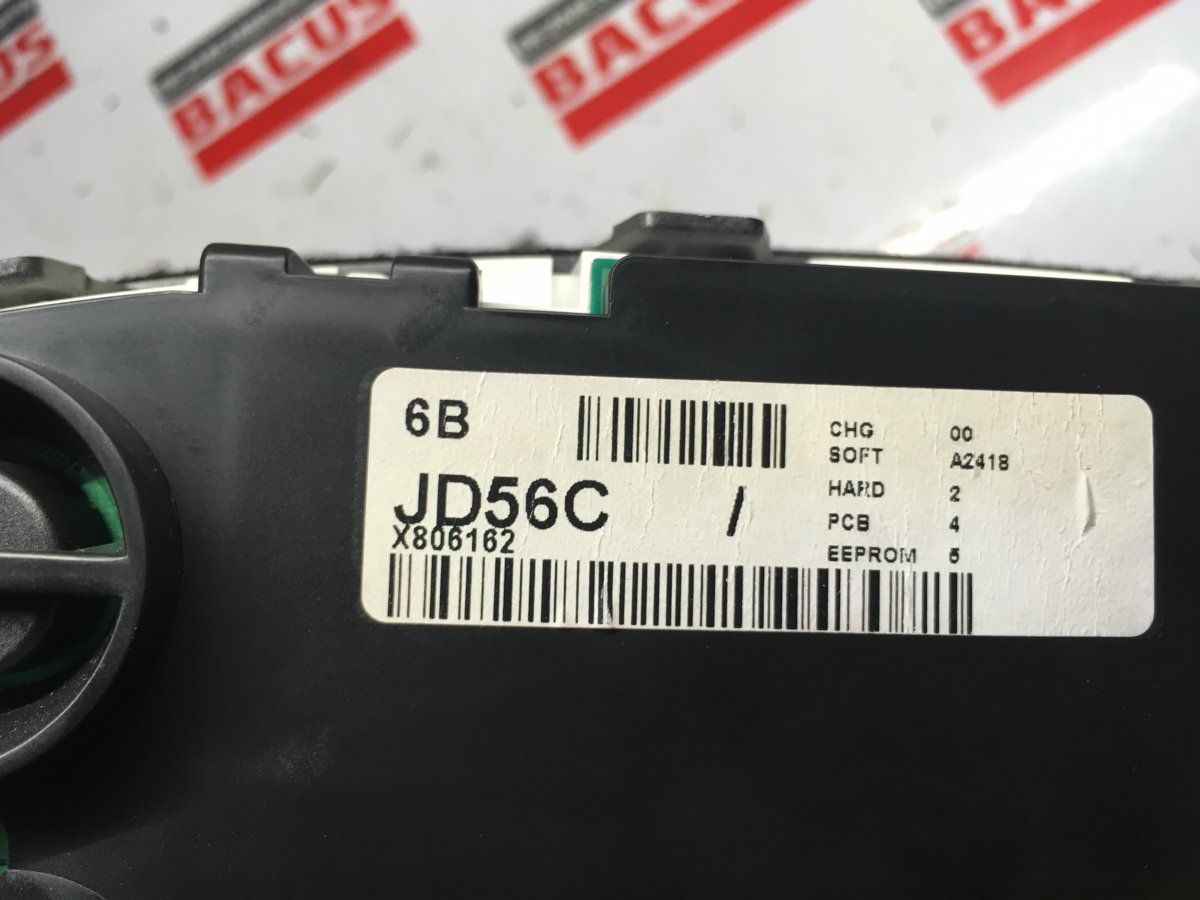 BACUS
BACUS
BACUS
6B
CHG 00
SOFT A2418
JD56C /
HARD 2
X806162
PCB 4
EEPROM 5